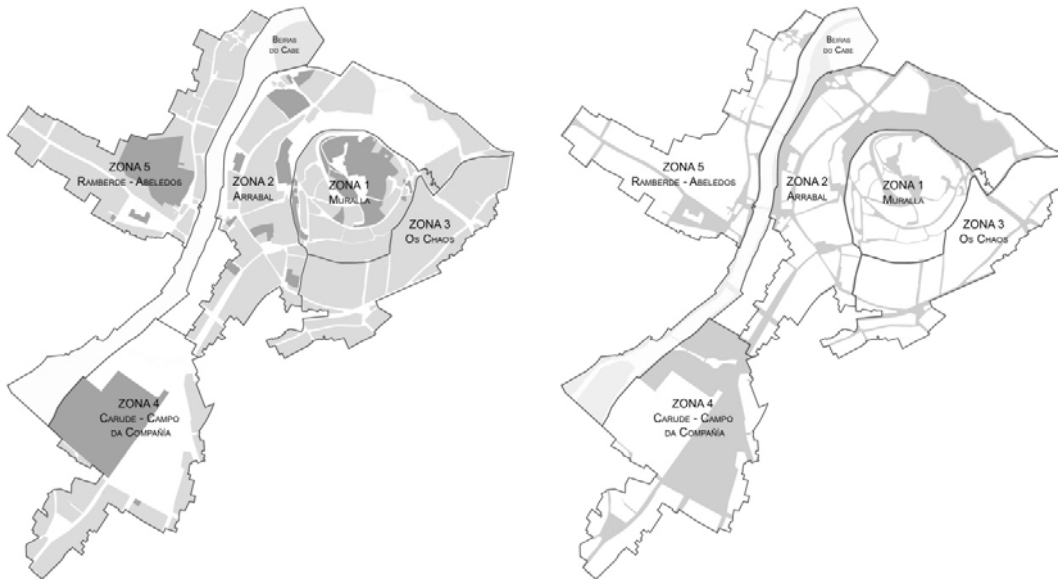 Beiras
do Cabe
ZONA 5
Ramberde - Abeledos
ZONA 2
Arrabal
ZONA 1
Muralla
ZONA 3
Os Chaos
ZONA 4
Carude - Campo
da Compañía
Beiras
do Cabe
ZONA 5
Ramberde - Abeledos
ZONA 2
Arrabal
ZONA 1
Muralla
ZONA 3
Os Chaos
ZONA 4
Carude - Campo
da Compañía